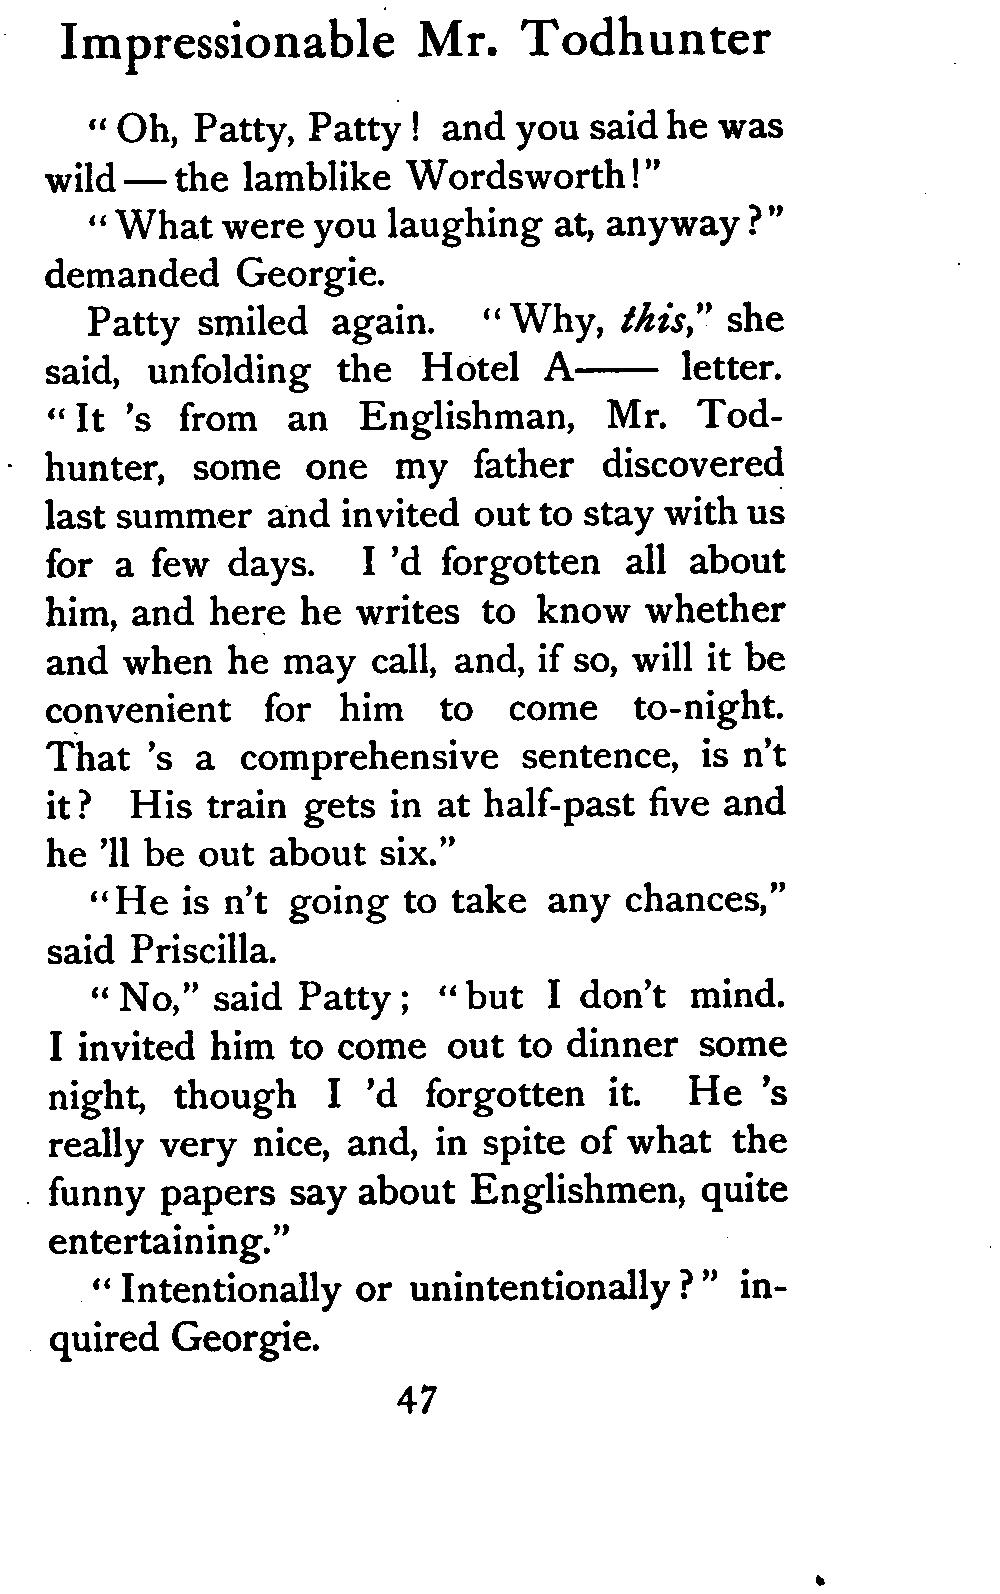 Impressionable Mr. Todhunter
" Oh, Patty, Patty ! and you said he was
wild — the lamblike Wordsworth!"
" What were you laughing at, anyway ?"
demanded Georgie.
Patty smiled again. " Why, this," she
said, unfolding the Hotel A—— letter.
" It 's from an Englishman, Mr. Tod-
hunter, some one my father discovered
last summer and invited out to stay with us
for a few days. I 'd forgotten all about
him, and here he writes to know whether
and when he may call, and, if so, will it be
convenient for him to come to-night.
That 's a comprehensive sentence, is n't
it? His train gets in at half-past five and
he 'll be out about six."
"He is n't going to take any chances,"
said Priscilla.
" No," said Patty ; " but I don't mind.
I invited him to come out to dinner some
night, though I 'd forgotten it. He 's
really very nice, and, in spite of what the
funny papers say about Englishmen, quite
entertaining."
" Intentionally or unintentionally ? " in-
quired Georgie.
47